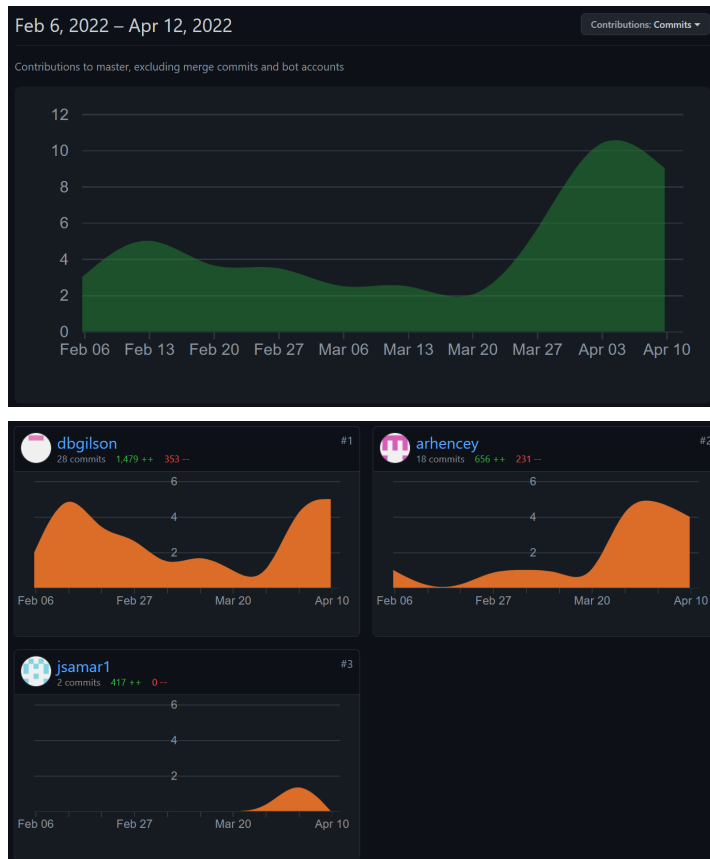 Feb 6, 2022 – Apr 12, 2022
Contributions: Commits
Contributions to master, excluding merge commits and bot accounts
12
10
8
6
4
2
0
Feb 06 Feb 13 Feb 20 Feb 27 Mar 06 Mar 13 Mar 20 Mar 27 Apr 03 Apr 10
dbgilson #1
28 commits 1,479 ++ 353 --
6
4
2
Feb 06 Feb 27 Mar 20 Apr 10
arhencey #2
18 commits 656 ++ 231 --
6
4
2
Feb 06 Feb 27 Mar 20 Apr 10
jsamar1 #3
2 commits 417 ++ 0 --
6
4
2
Feb 06 Feb 27 Mar 20 Apr 10